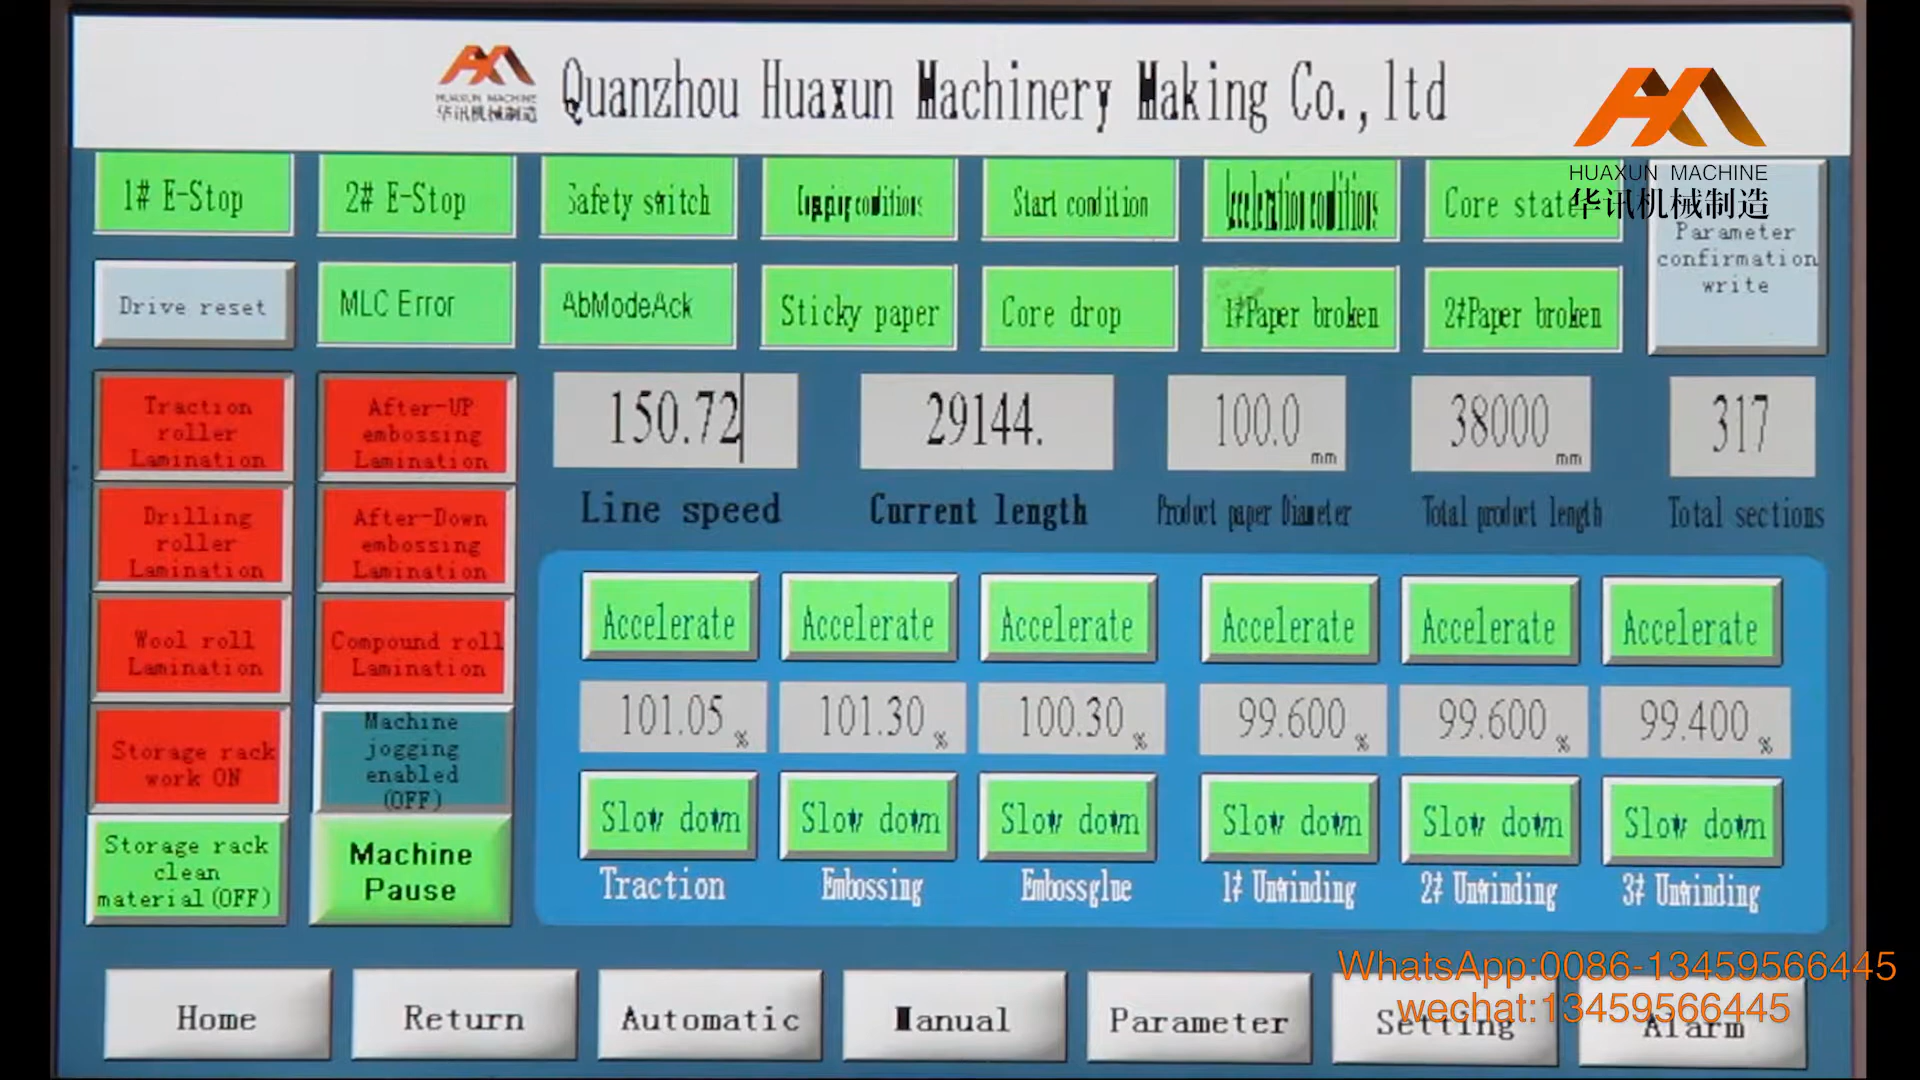 HUAXUN MACHINE
华讯机械制造
Quanzhou Huaxun Machinery Making Co.,ltd
HUAXUN MACHINE
华讯机械制造
1# E-Stop
2# E-Stop
Safety switch
conditions
Start condition
Acceleration conditions
Core state
Parameter
confirmation
write
Drive reset
MLC Error
AbModeAck
Sticky paper
Core drop
1#Paper broken
2#Paper broken
Traction
roller
Lamination
After-UP
embossing
Lamination
150.72
29144.
100.0
mm
38000
mm
317
Line speed
Current length
Product paper Diameter
Total product length
Total sections
Drilling
roller
Lamination
After-Down
embossing
Lamination
Wool roll
Lamination
Compound roll
Lamination
Storage rack
work ON
Machine
jogging
enabled
(OFF)
Storage rack
clean
material(OFF)
Machine
Pause
Accelerate
Accelerate
Accelerate
Accelerate
Accelerate
Accelerate
101.05 %
101.30 %
100.30 %
99.600 %
99.600 %
99.400 %
Slow down
Slow down
Slow down
Slow down
Slow down
Slow down
Traction
Embossing
Embossglue
1# Unwinding
2# Unwinding
3# Unwinding
WhatsApp:0086-13459566445
wechat:13459566445
Home
Return
Automatic
Manual
Parameter
Setting
Alarm